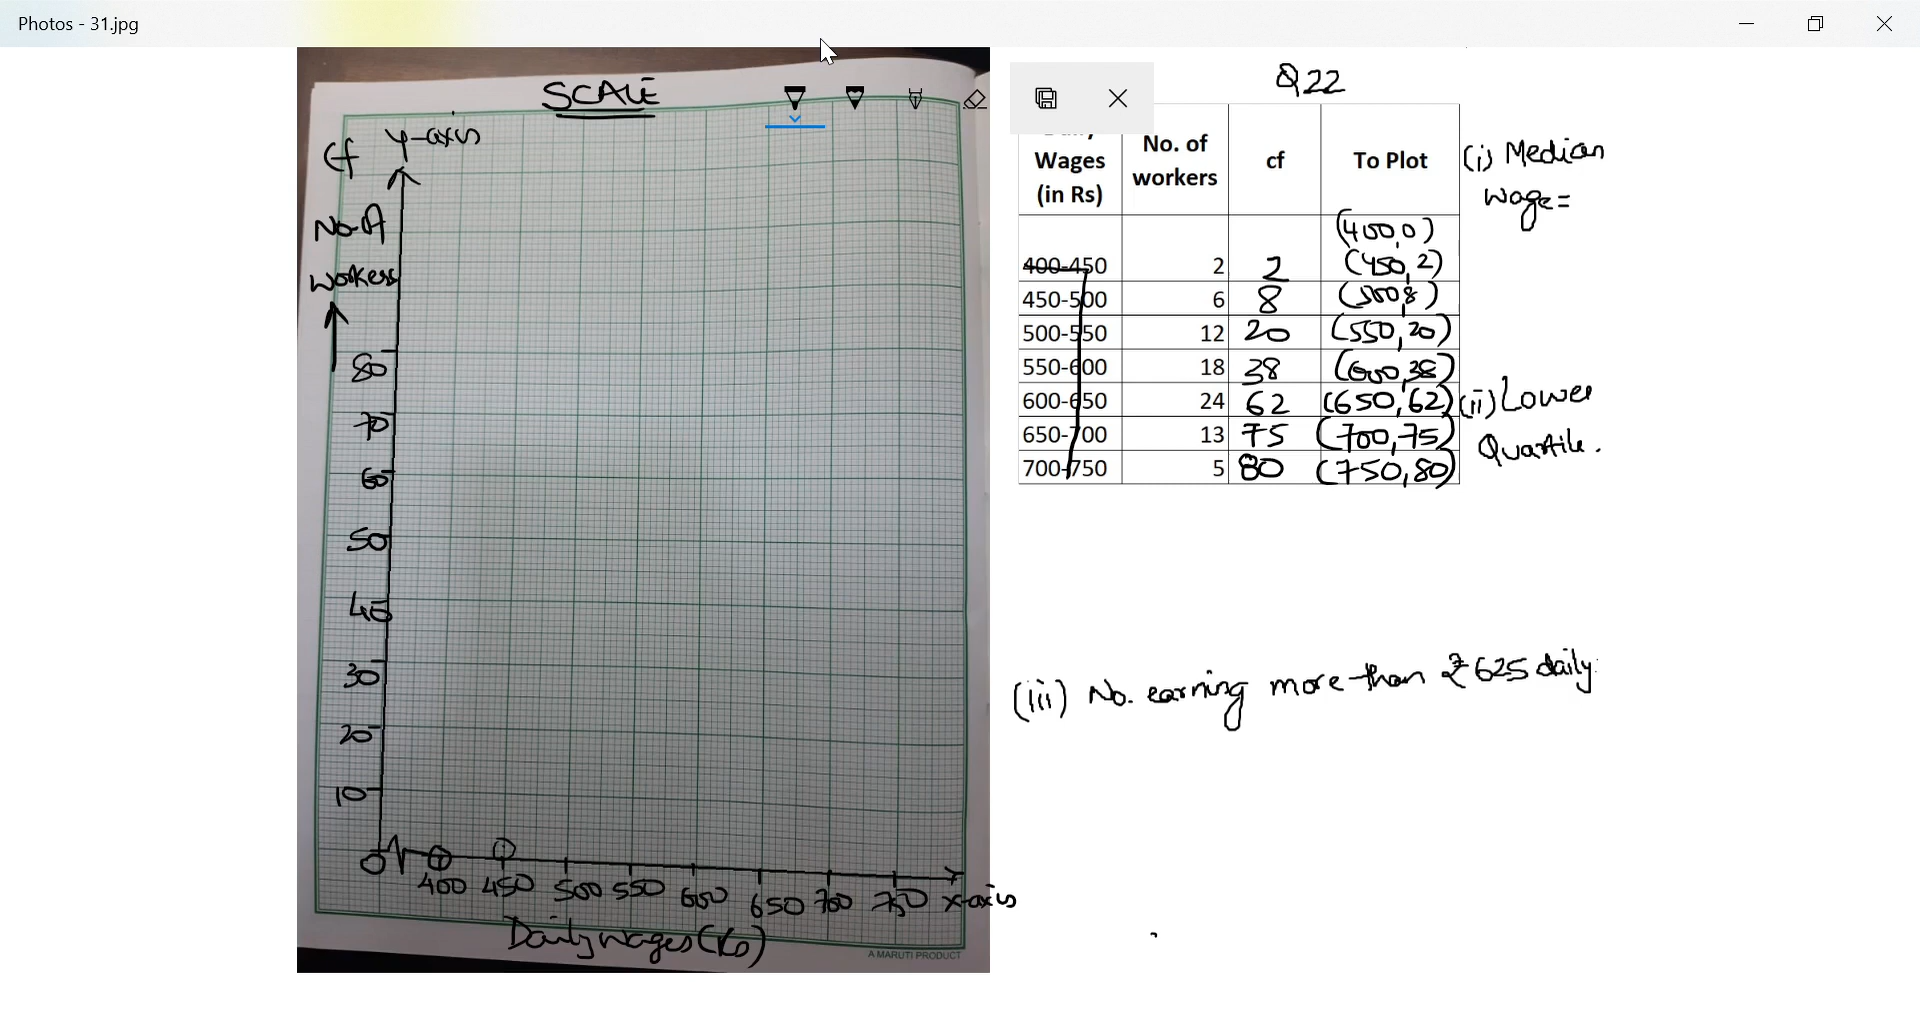 Photos - 31.jpg
SCALE
y-axis
cf
No. of
workers
80
70
60
50
40
30
20
10
0
400 450 500 550 600 650 700 750 x-axis
Daily wages (Rs)
A MARUTI PRODUCT
Q22
Wages (in Rs) No. of workers cf To Plot
(400,0)
400-450 2 2 (450,2)
450-500 6 8 (500,8)
500-550 12 20 (550,20)
550-600 18 38 (600,38)
600-650 24 62 (650,62)
650-700 13 75 (700,75)
700-750 5 80 (750,80)
(i) Median
wage=
(ii) Lower
Quartile.
(iii) No. earning more than ₹625 daily.